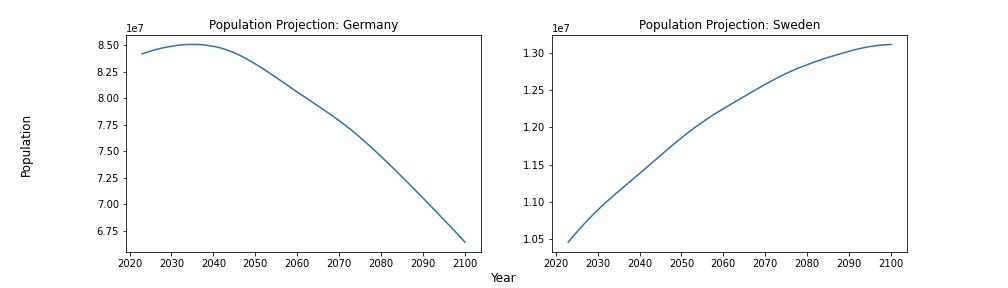 Population Projection: Germany
1e7
8.50
8.25
8.00
7.75
7.50
7.25
7.00
6.75
2020 2030 2040 2050 2060 2070 2080 2090 2100
Population Projection: Sweden
1e7
1.30
1.25
1.20
1.15
1.10
1.05
2020 2030 2040 2050 2060 2070 2080 2090 2100
Population
Year